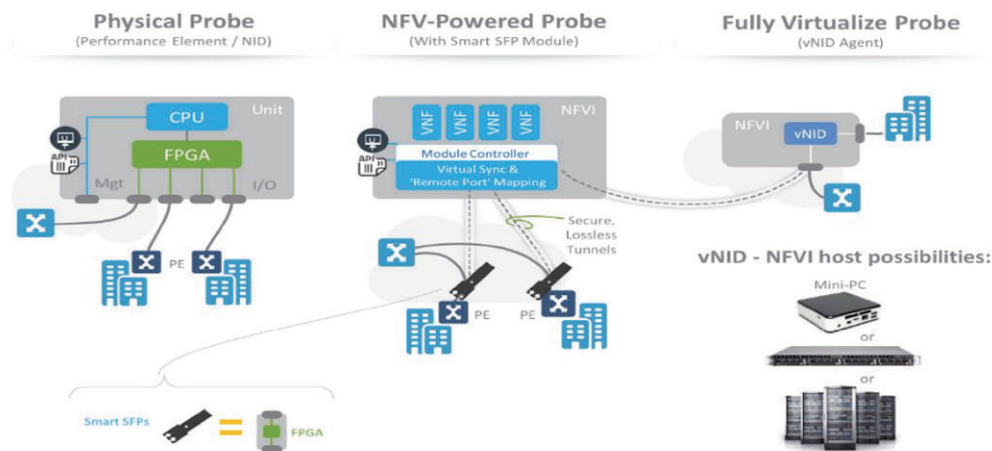 Physical Probe
(Performance Element / NID)
NFV-Powered Probe
(With Smart SFP Module)
Fully Virtualize Probe
(vNID Agent)
Unit
CPU
FPGA
API
Mgt
I/O
PE
VNF
VNF
VNF
VNF
NFVI
API
Module Controller
Virtual Sync &
'Remote Port' Mapping
Secure,
Lossless
Tunnels
PE
PE
NFVI
vNID
vNID - NFVI host possibilities:
Mini-PC
or
or
Smart SFPs
FPGA